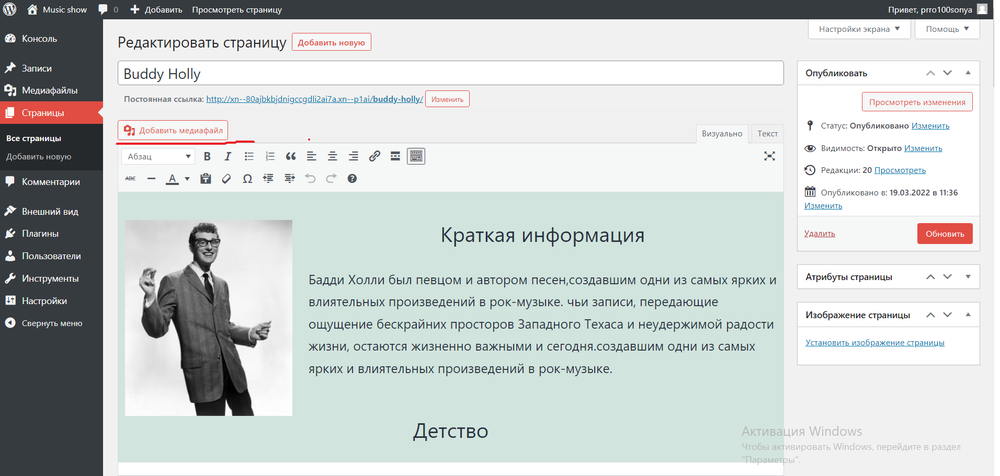 Music show 0 Добавить Просмотреть страницу Привет, prro100sonya
Настройки экрана Помощь
Консоль
Записи
Медиафайлы
Страницы
Все страницы
Добавить новую
Комментарии
Внешний вид
Плагины
Пользователи
Инструменты
Настройки
Свернуть меню
Редактировать страницу Добавить новую
Buddy Holly
Постоянная ссылка: http://xn--80ajbkbjdnigccgdli2ai7a.xn--p1ai/buddy-holly/ Изменить
Добавить медиафайл
Визуально Текст
Абзац B I
ABC A Ω ?
Краткая информация
Бадди Холли был певцом и автором песен,создавшим одни из самых ярких и
влиятельных произведений в рок-музыке. чьи записи, передающие
ощущение бескрайних просторов Западного Техаса и неудержимой радости
жизни, остаются жизненно важными и сегодня.создавшим одни из самых
ярких и влиятельных произведений в рок-музыке.
Детство
Опубликовать
Просмотреть изменения
Статус: Опубликовано Изменить
Видимость: Открыто Изменить
Редакции: 20 Просмотреть
Опубликовано в: 19.03.2022 в 11:36
Изменить
Удалить Обновить
Атрибуты страницы
Изображение страницы
Установить изображение страницы
Активация Windows
Чтобы активировать Windows, перейдите в раздел
"Параметры".